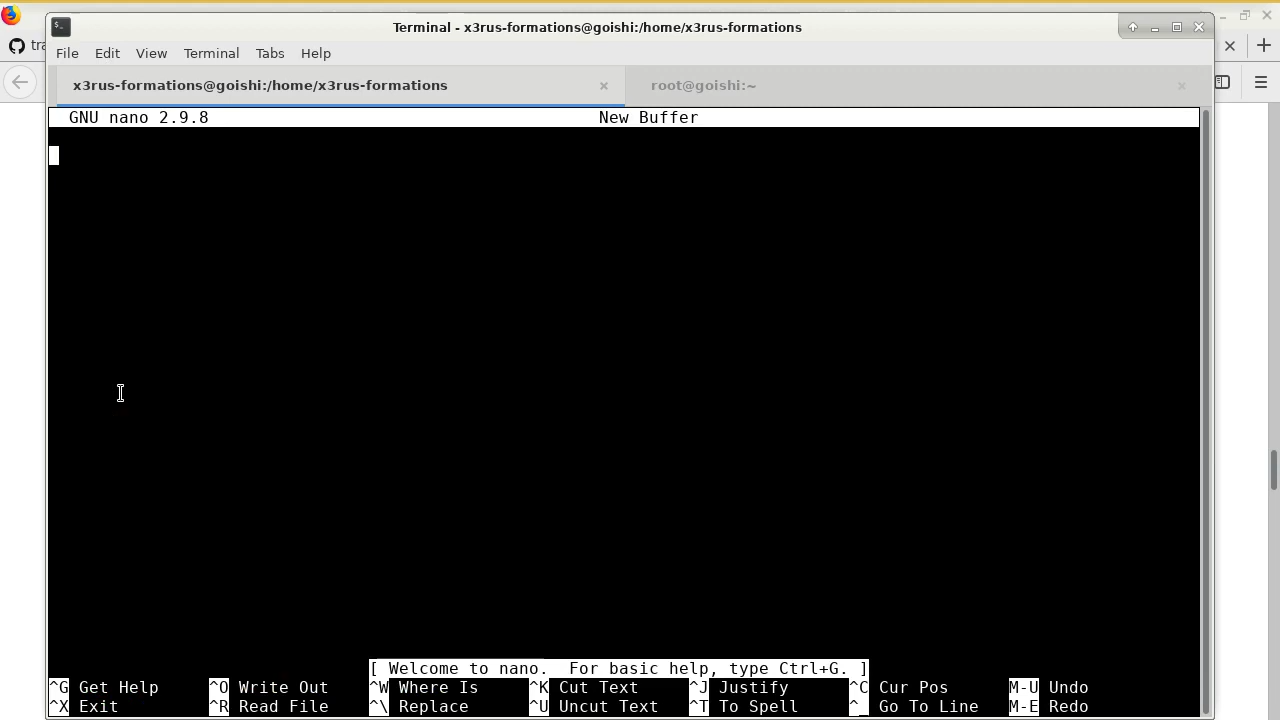 Terminal - x3rus-formations@goishi:/home/x3rus-formations
tra
File Edit View Terminal Tabs Help
x3rus-formations@goishi:/home/x3rus-formations root@goishi:~
GNU nano 2.9.8 New Buffer
[ Welcome to nano.  For basic help, type Ctrl+G. ]
^G Get Help ^O Write Out ^W Where Is ^K Cut Text ^J Justify ^C Cur Pos M-U Undo
^X Exit ^R Read File ^\ Replace ^U Uncut Text ^T To Spell ^_ Go To Line M-E Redo